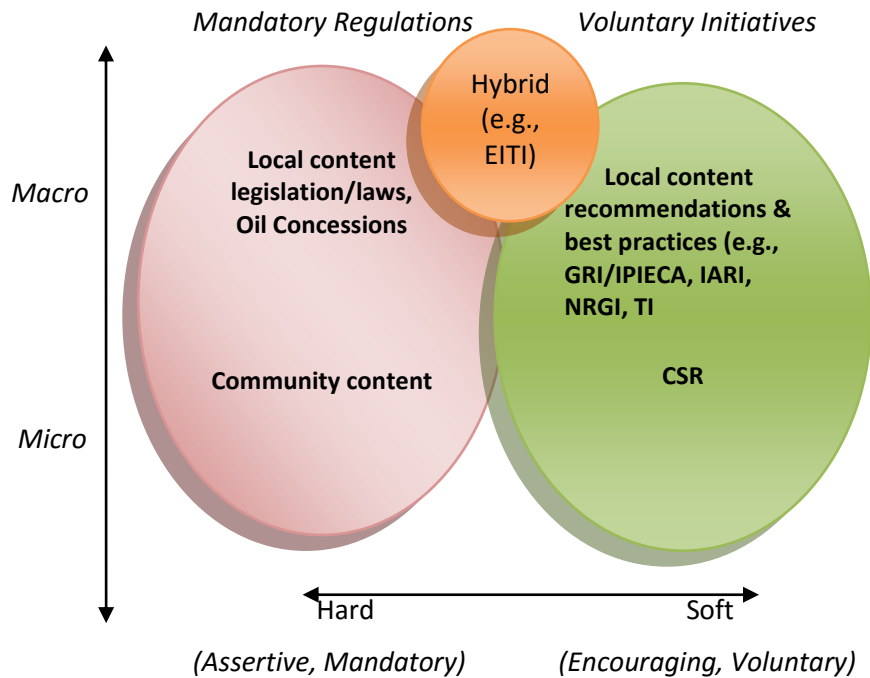 Mandatory Regulations
Voluntary Initiatives
Hybrid
(e.g.,
EITI)
Macro
Local content
legislation/laws,
Oil Concessions
Local content
recommendations &
best practices (e.g.,
GRI/IPIECA, IARI,
NRGI, TI
Community content
CSR
Micro
Hard
Soft
(Assertive, Mandatory)
(Encouraging, Voluntary)